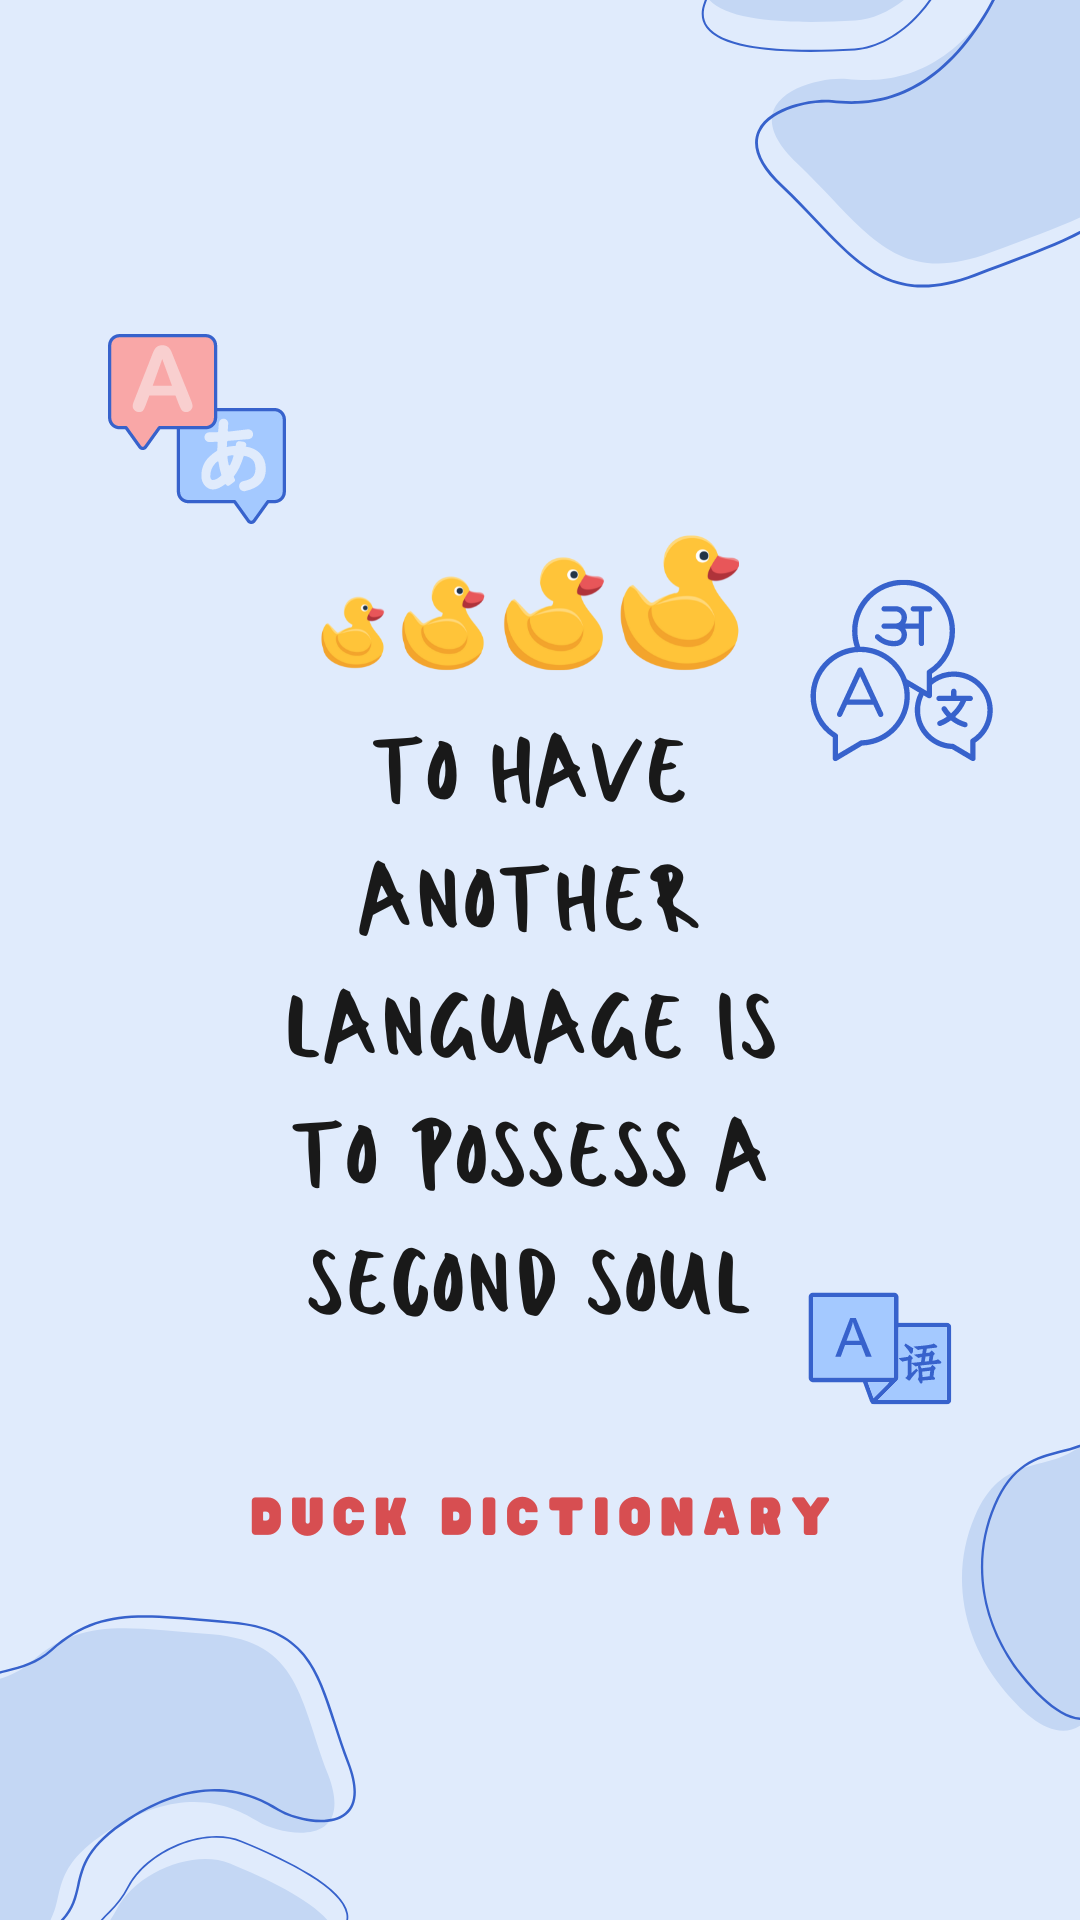 A
あ
अ
A
文
TO HAVE
ANOTHER
LANGUAGE IS
TO POSSESS A
SECOND SOUL
A
语
DUCK DICTIONARY